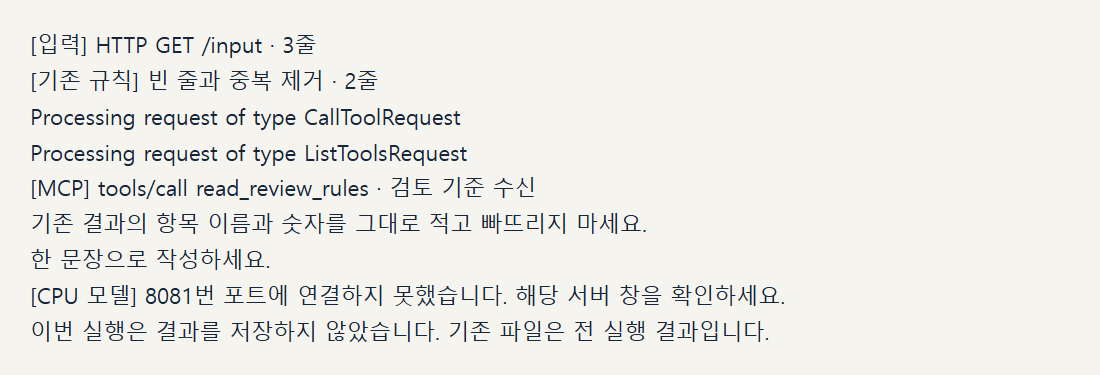 [입력] HTTP GET /input · 3줄
[기존 규칙] 빈 줄과 중복 제거 · 2줄
Processing request of type CallToolRequest
Processing request of type ListToolsRequest
[MCP] tools/call read_review_rules · 검토 기준 수신
기존 결과의 항목 이름과 숫자를 그대로 적고 빠뜨리지 마세요.
한 문장으로 작성하세요.
[CPU 모델] 8081번 포트에 연결하지 못했습니다. 해당 서버 창을 확인하세요.
이번 실행은 결과를 저장하지 않았습니다. 기존 파일은 전 실행 결과입니다.